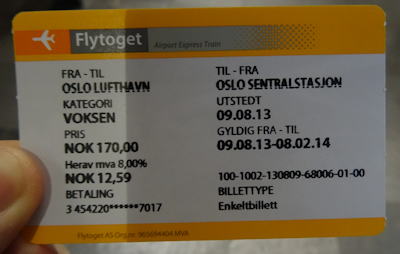 Flytoget Airport Express Train
FRA - TIL
OSLO LUFTHAVN
KATEGORI
VOKSEN
PRIS
NOK 170,00
Herav mva 8,00%
NOK 12,59
BETALING
3 454220******7017
TIL - FRA
OSLO SENTRALSTASJON
UTSTEDT
09.08.13
GYLDIG FRA - TIL
09.08.13-08.02.14
100-1002-130809-68006-01-00
BILLETTYPE
Enkeltbillett
Flytoget AS Org.nr. 965694404 MVA